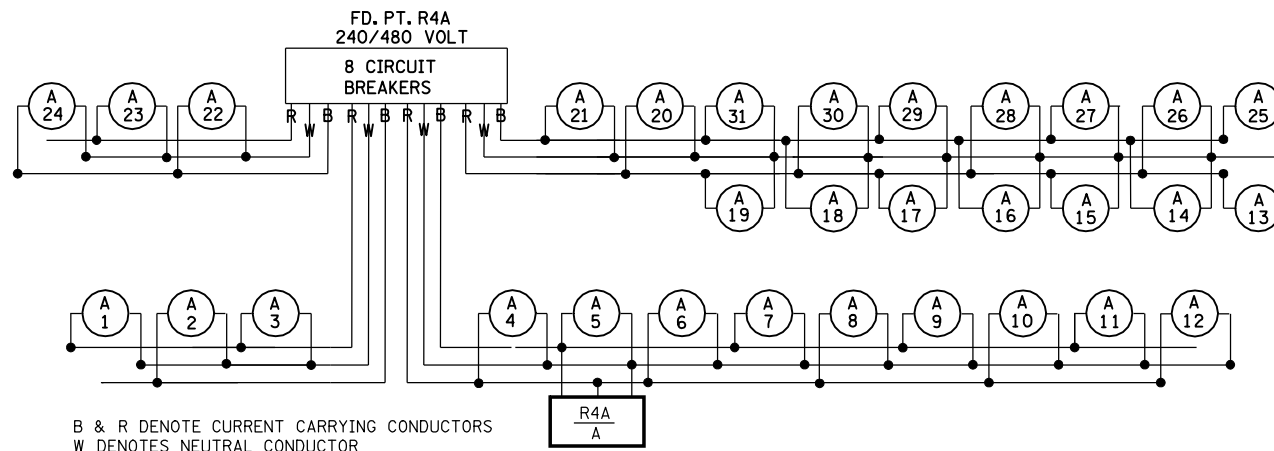 FD. PT. R4A
240/480 VOLT
8 CIRCUIT
BREAKERS
R W B R W B R W B R W B
A 24
A 23
A 22
A 21
A 20
A 31
A 30
A 29
A 28
A 27
A 26
A 25
A 19
A 18
A 17
A 16
A 15
A 14
A 13
A 1
A 2
A 3
A 4
A 5
A 6
A 7
A 8
A 9
A 10
A 11
A 12
R4A
A
B & R DENOTE CURRENT CARRYING CONDUCTORS
W DENOTES NEUTRAL CONDUCTOR